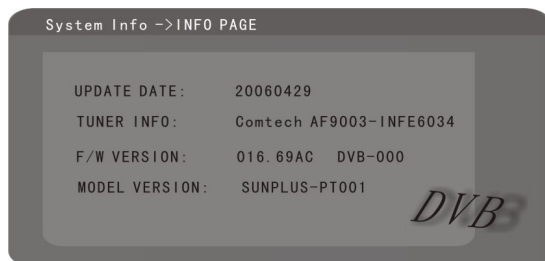 System Info ->INFO PAGE
UPDATE DATE: 20060429
TUNER INFO: Comtech AF9003-INFE6034
F/W VERSION: 016.69AC DVB-000
MODEL VERSION: SUNPLUS-PT001
DVB